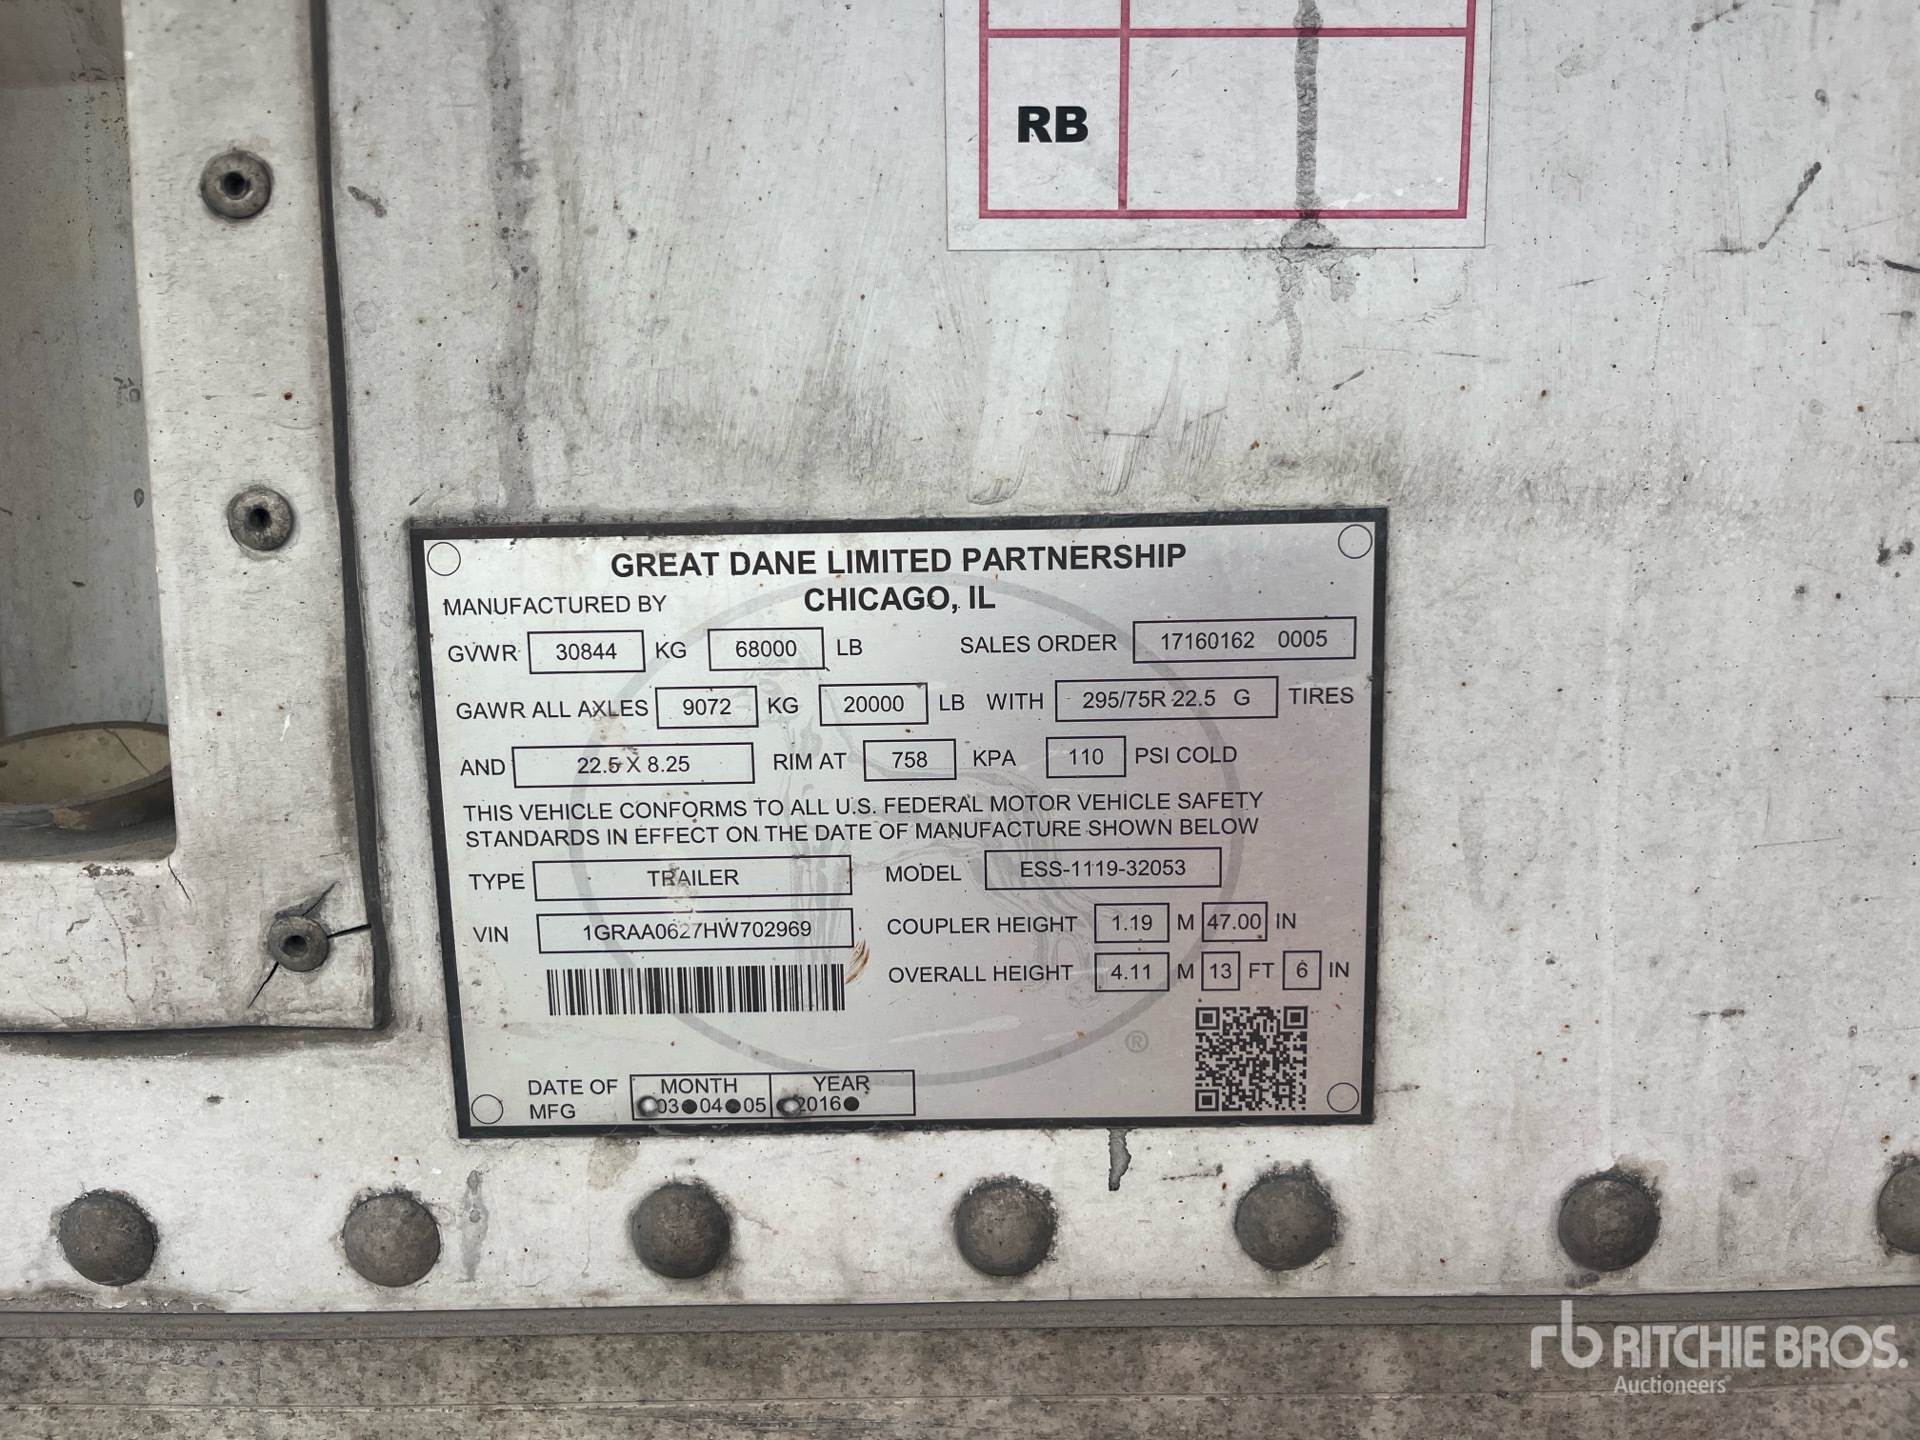 RB
GREAT DANE LIMITED PARTNERSHIP
MANUFACTURED BY CHICAGO, IL
GVWR 30844 KG 68000 LB SALES ORDER 17160162 0005
GAWR ALL AXLES 9072 KG 20000 LB WITH 295/75R 22.5 G TIRES
AND 22.5 X 8.25 RIM AT 758 KPA 110 PSI COLD
THIS VEHICLE CONFORMS TO ALL U.S. FEDERAL MOTOR VEHICLE SAFETY
STANDARDS IN EFFECT ON THE DATE OF MANUFACTURE SHOWN BELOW
TYPE TRAILER MODEL ESS-1119-32053
VIN 1GRAA0627HW702969 COUPLER HEIGHT 1.19 M 47.00 IN
OVERALL HEIGHT 4.11 M 13 FT 6 IN
®
DATE OF MFG MONTH YEAR
03 04 05 2016
rb RITCHIE BROS.
Auctioneers